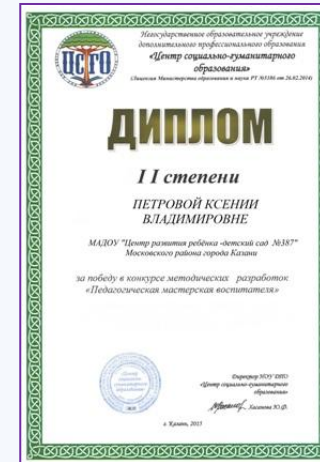 Негосударственное образовательное учреждение
дополнительного профессионального образования
«Центр социально-гуманитарного
образования»
(Лицензия Министерства образования и науки РТ №5186 от 26.02.2014)
ЦСГО
ДИПЛОМ
II степени
ПЕТРОВОЙ КСЕНИИ
ВЛАДИМИРОВНЕ
МАДОУ "Центр развития ребёнка -детский сад №387"
Московского района города Казани
за победу в конкурсе методических разработок
«Педагогическая мастерская воспитателя»
Директор НОУ ДПО
«Центр социально-гуманитарного
образования»
Ю.Ф.
г. Казань, 2015